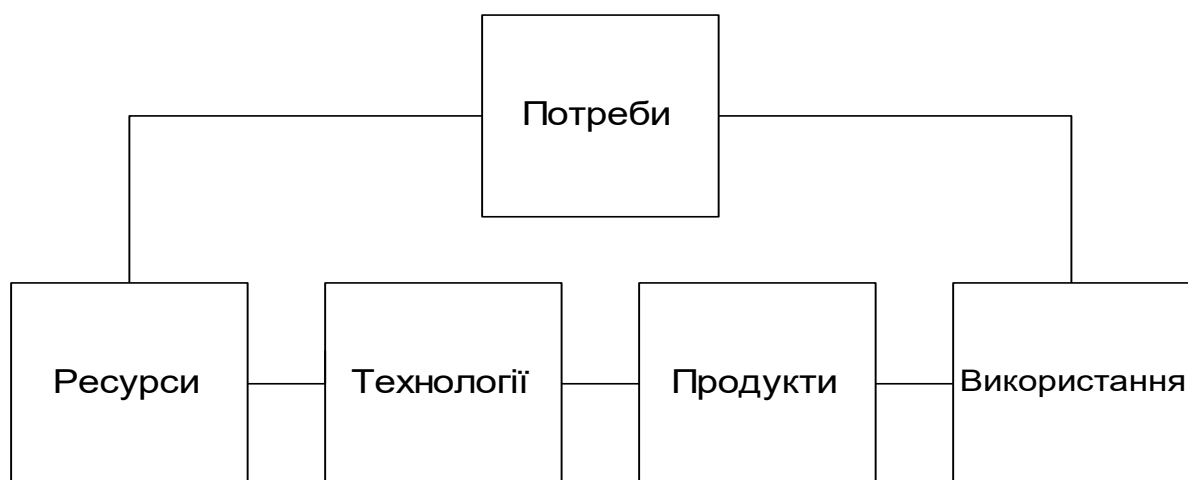 Потреби
Ресурси
Технології
Продукти
Використання